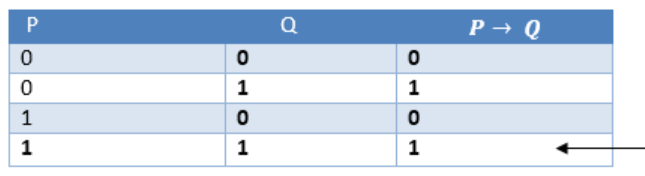 P Q P → Q
0 0 0
0 1 1
1 0 0
1 1 1